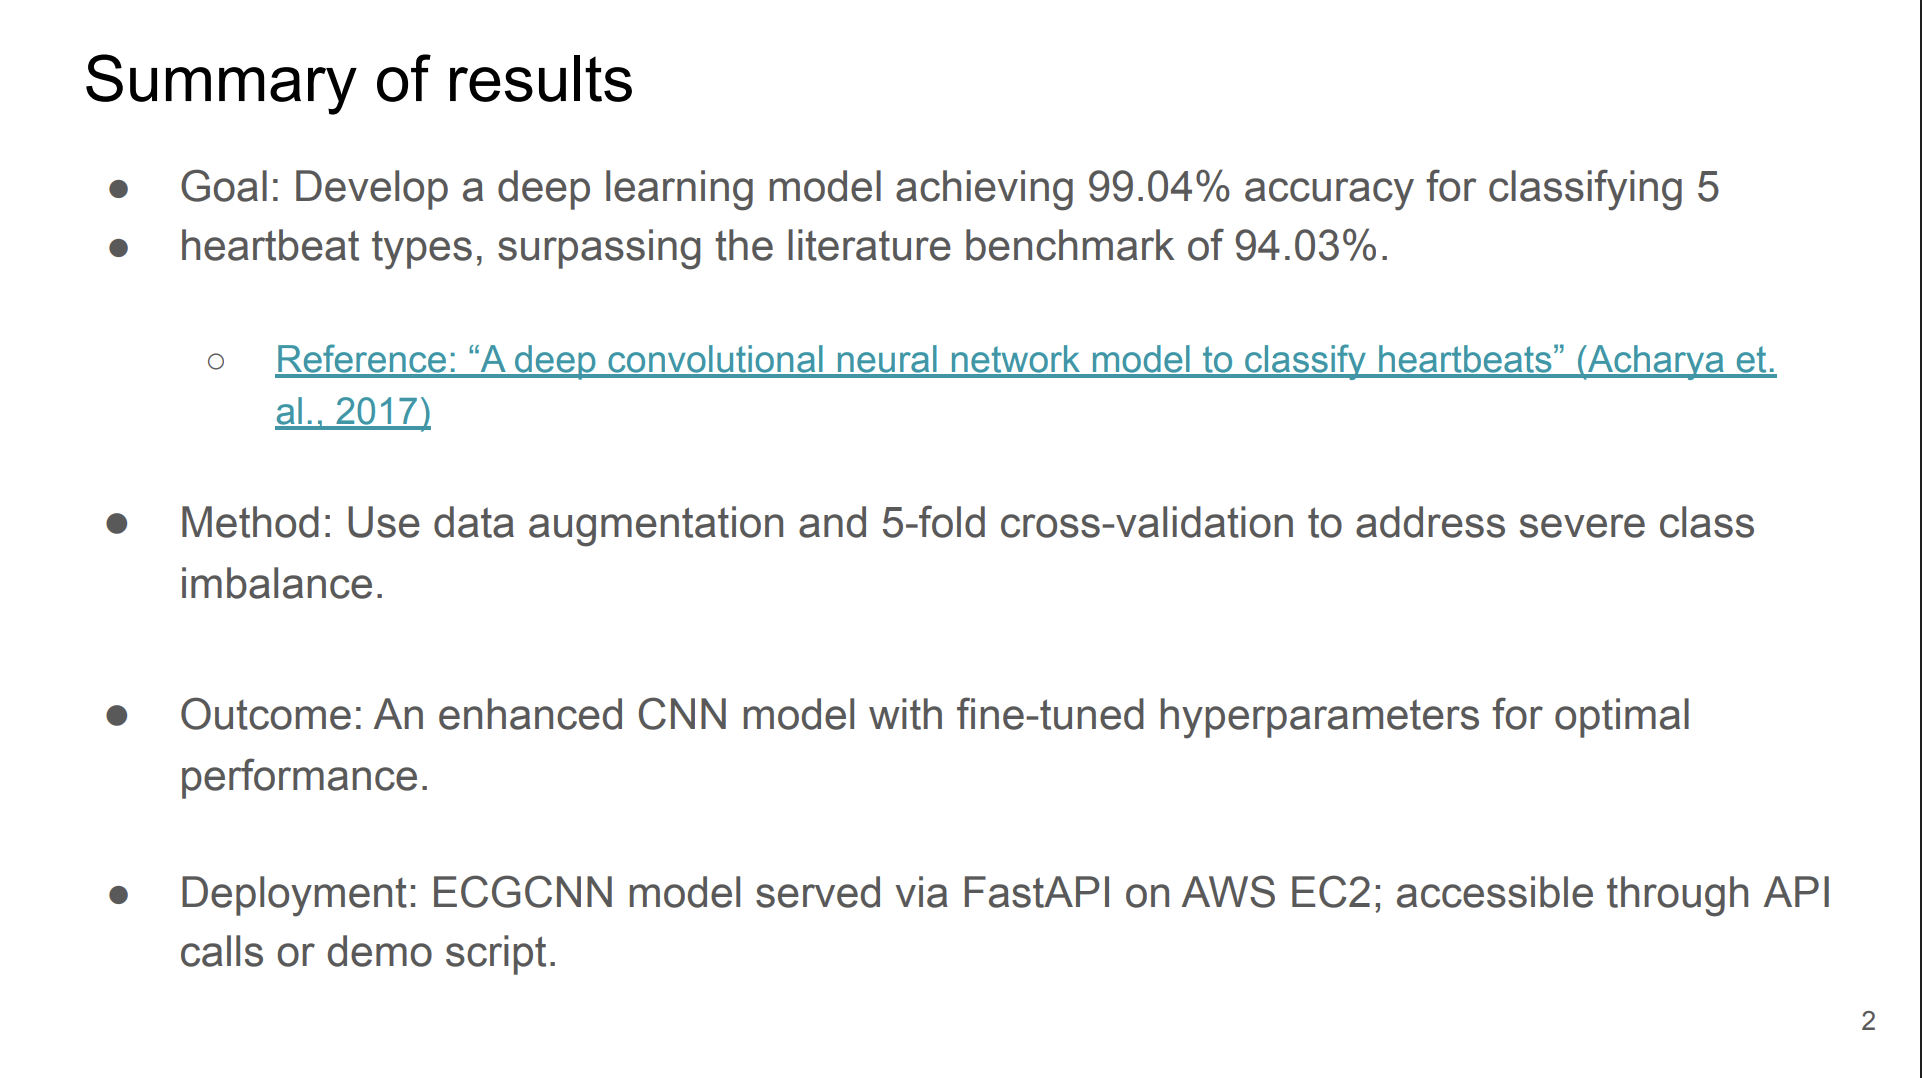 Summary of results
● Goal: Develop a deep learning model achieving 99.04% accuracy for classifying 5
● heartbeat types, surpassing the literature benchmark of 94.03%.
○ Reference: “A deep convolutional neural network model to classify heartbeats” (Acharya et.
al., 2017)
● Method: Use data augmentation and 5-fold cross-validation to address severe class
imbalance.
● Outcome: An enhanced CNN model with fine-tuned hyperparameters for optimal
performance.
● Deployment: ECGCNN model served via FastAPI on AWS EC2; accessible through API
calls or demo script.
2